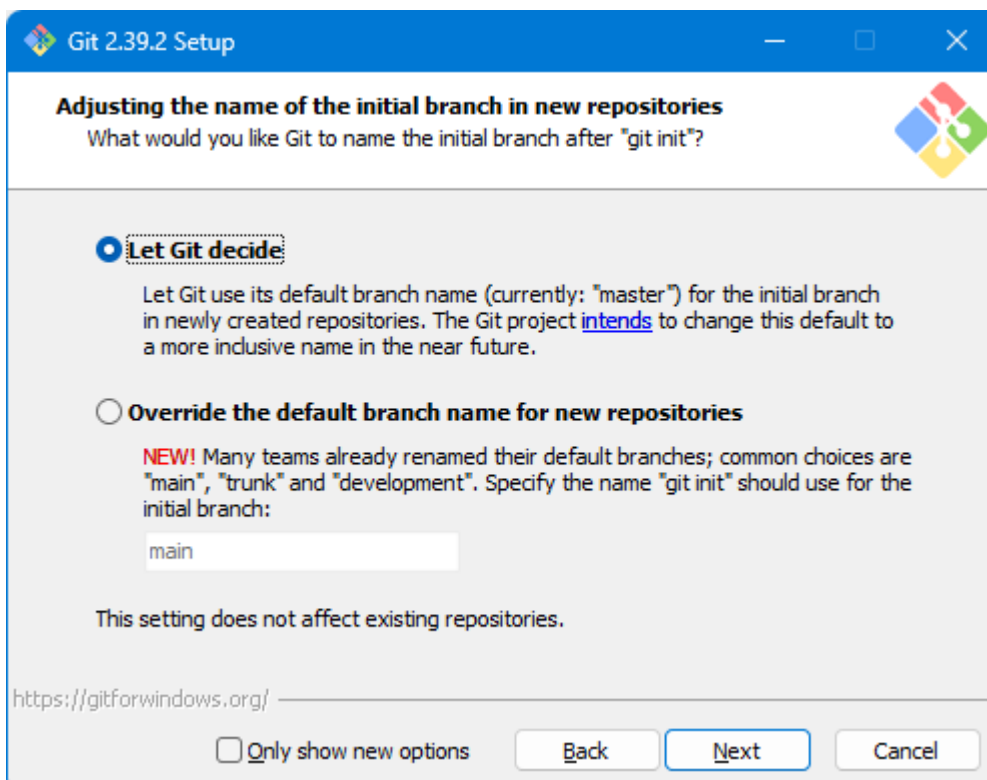 Git 2.39.2 Setup
Adjusting the name of the initial branch in new repositories
What would you like Git to name the initial branch after "git init"?
Let Git decide
Let Git use its default branch name (currently: "master") for the initial branch
in newly created repositories. The Git project intends to change this default to
a more inclusive name in the near future.
Override the default branch name for new repositories
NEW! Many teams already renamed their default branches; common choices are
"main", "trunk" and "development". Specify the name "git init" should use for the
initial branch:
main
This setting does not affect existing repositories.
https://gitforwindows.org/
Only show new options Back Next Cancel